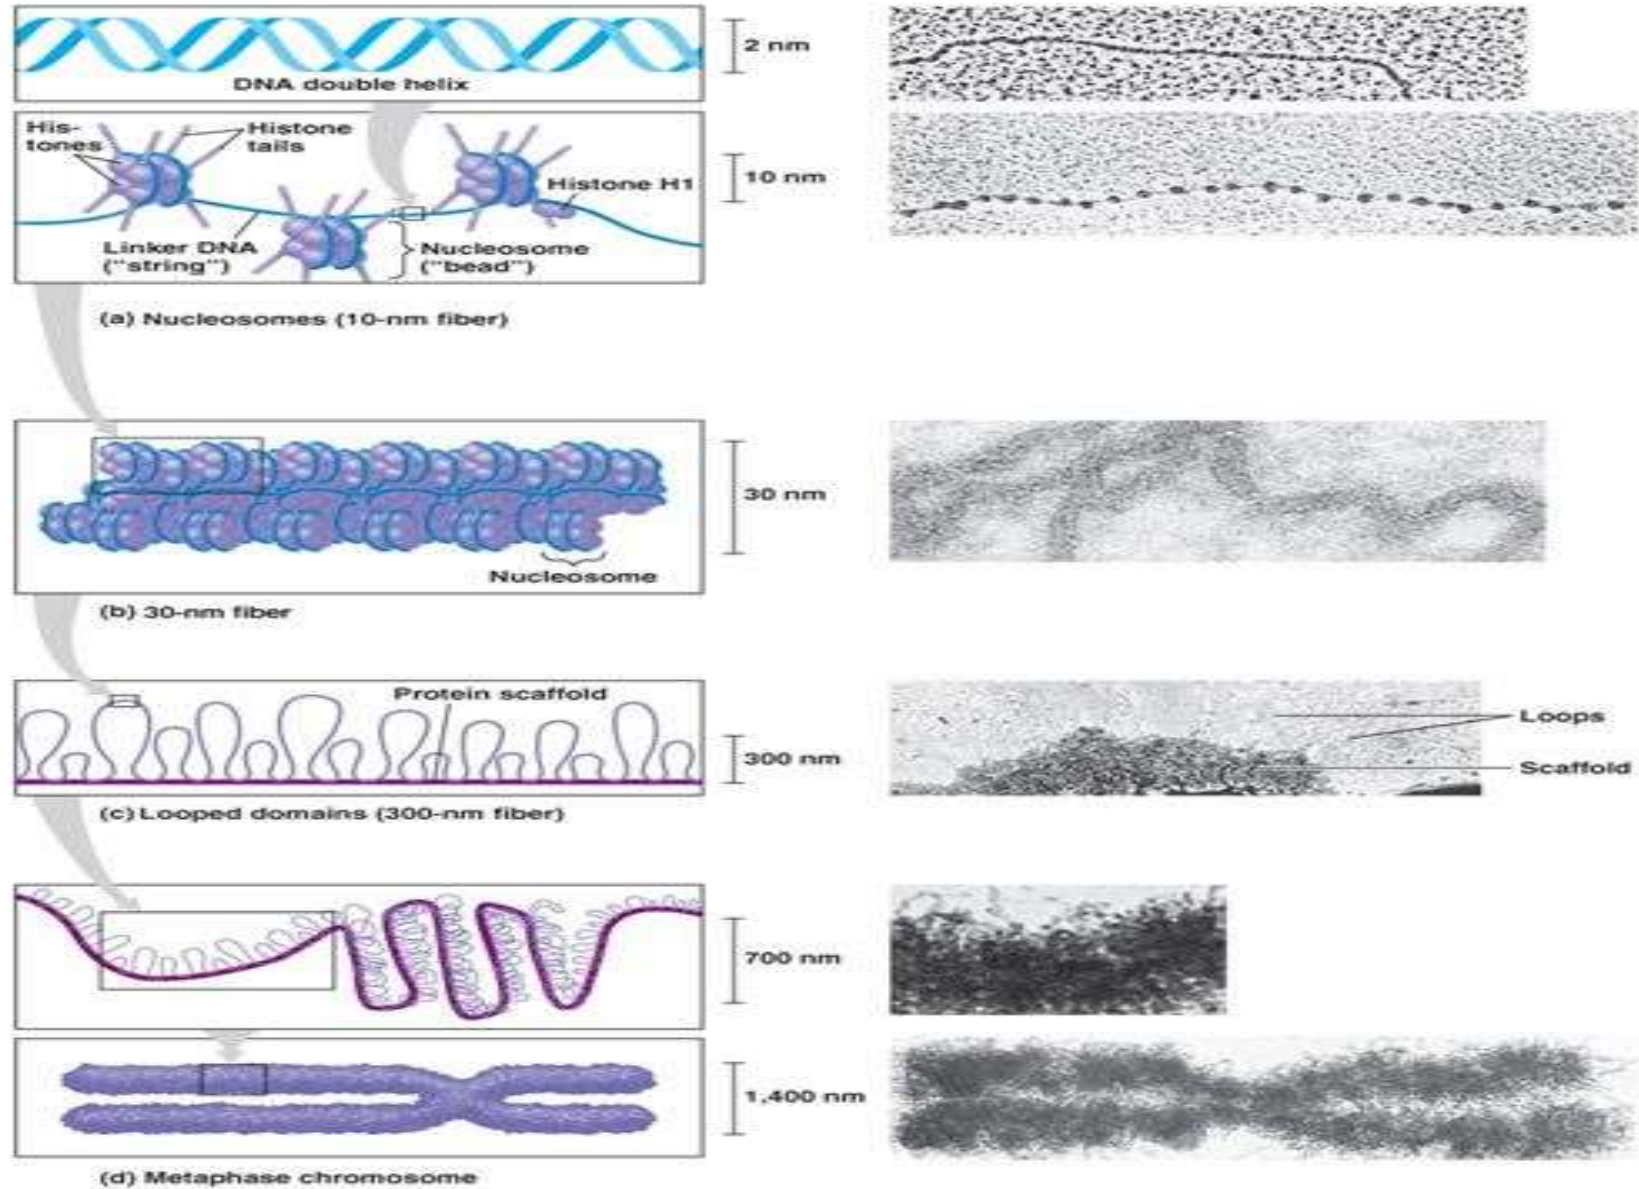 2 nm
DNA double helix
His-
tones
Histone
tails
10 nm
Histone H1
Linker DNA
("string")
Nucleosome
("bead")
(a) Nucleosomes (10-nm fiber)
30 nm
Nucleosome
(b) 30-nm fiber
Protein scaffold
300 nm
Loops
Scaffold
(c) Looped domains (300-nm fiber)
700 nm
1,400 nm
(d) Metaphase chromosome